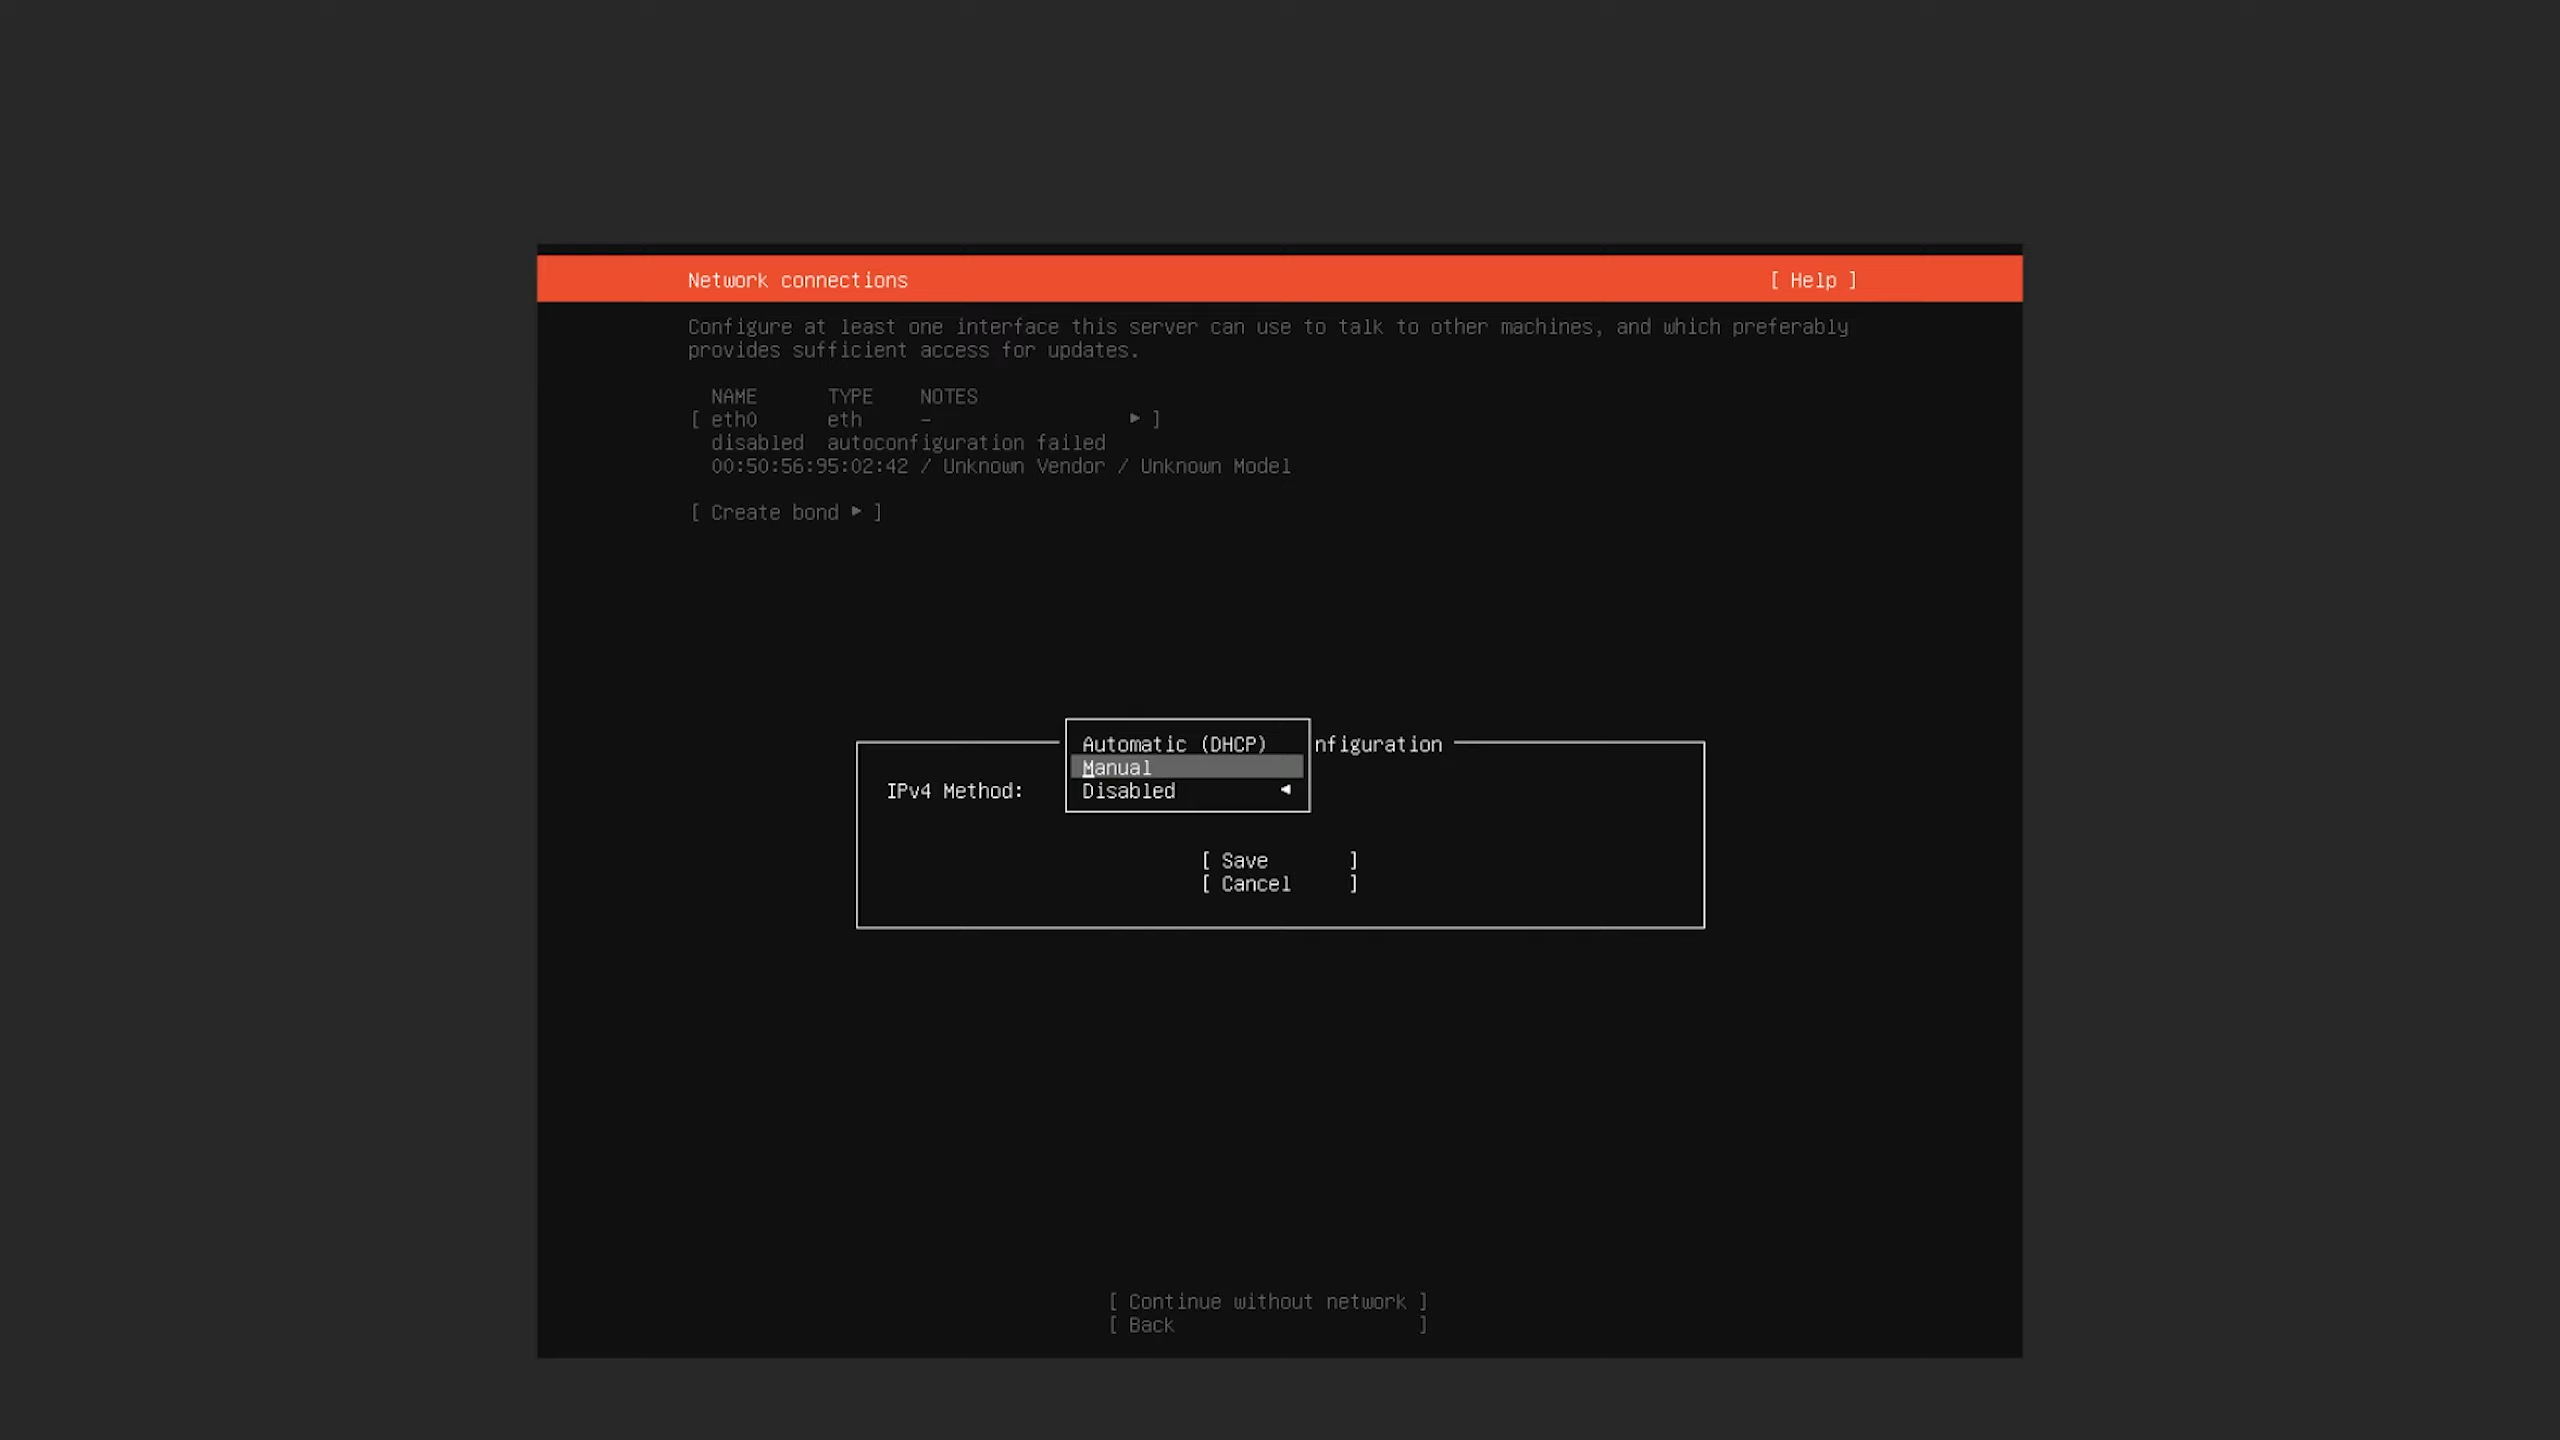 Network connections [ Help ]
Configure at least one interface this server can use to talk to other machines, and which preferably
provides sufficient access for updates.
NAME TYPE NOTES
[ eth0 eth – ▸ ]
disabled autoconfiguration failed
00:50:56:95:02:42 / Unknown Vendor / Unknown Model
[ Create bond ▸ ]
Automatic (DHCP) nfiguration
Manual
IPv4 Method: Disabled ◂
[ Save ]
[ Cancel ]
[ Continue without network ]
[ Back ]